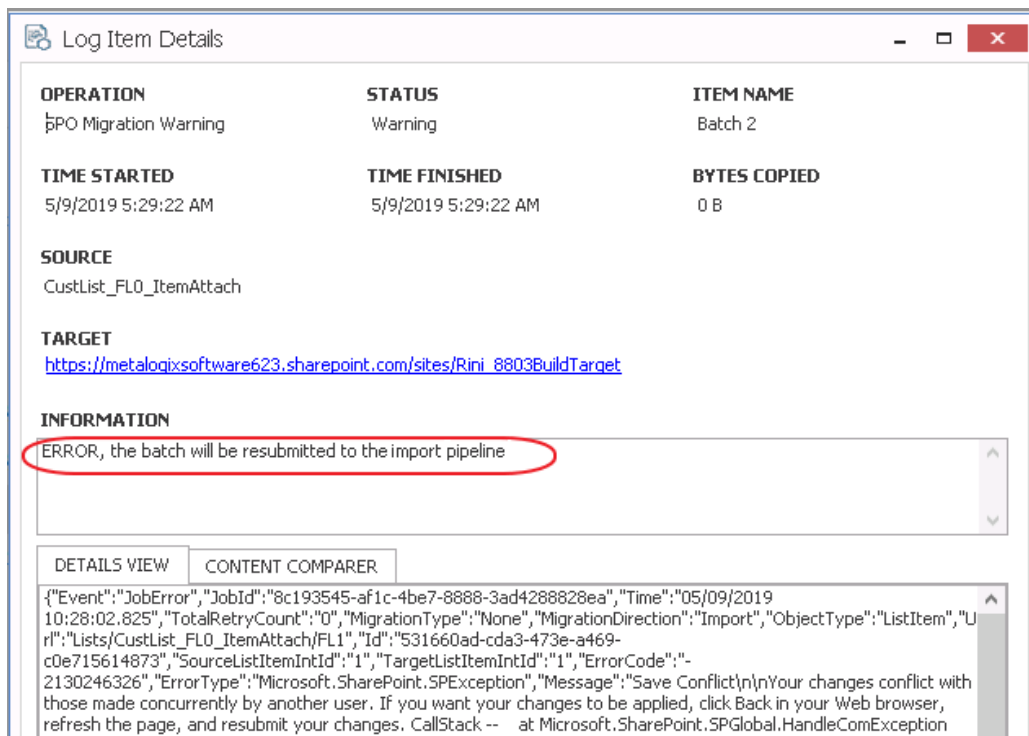 Log Item Details
OPERATION STATUS ITEM NAME
SPO Migration Warning Warning Batch 2
TIME STARTED TIME FINISHED BYTES COPIED
5/9/2019 5:29:22 AM 5/9/2019 5:29:22 AM 0 B
SOURCE
CustList_FL0_ItemAttach
TARGET
https://metalogixsoftware623.sharepoint.com/sites/Rini_8803BuildTarget
INFORMATION
ERROR, the batch will be resubmitted to the import pipeline
DETAILS VIEW CONTENT COMPARER
{"Event":"JobError","JobId":"8c193545-af1c-4be7-8888-3ad4288828ea","Time":"05/09/2019
10:28:02.825","TotalRetryCount":"0","MigrationType":"None","MigrationDirection":"Import","ObjectType":"ListItem","U
rl":"Lists/CustList_FL0_ItemAttach/FL1","Id":"531660ad-cda3-473e-a469-
c0e715614873","SourceListItemIntId":"1","TargetListItemIntId":"1","ErrorCode":"-
2130246326","ErrorType":"Microsoft.SharePoint.SPException","Message":"Save Conflict\n\nYour changes conflict with
those made concurrently by another user. If you want your changes to be applied, click Back in your Web browser,
refresh the page, and resubmit your changes. CallStack -- at Microsoft.SharePoint.SPGlobal.HandleComException